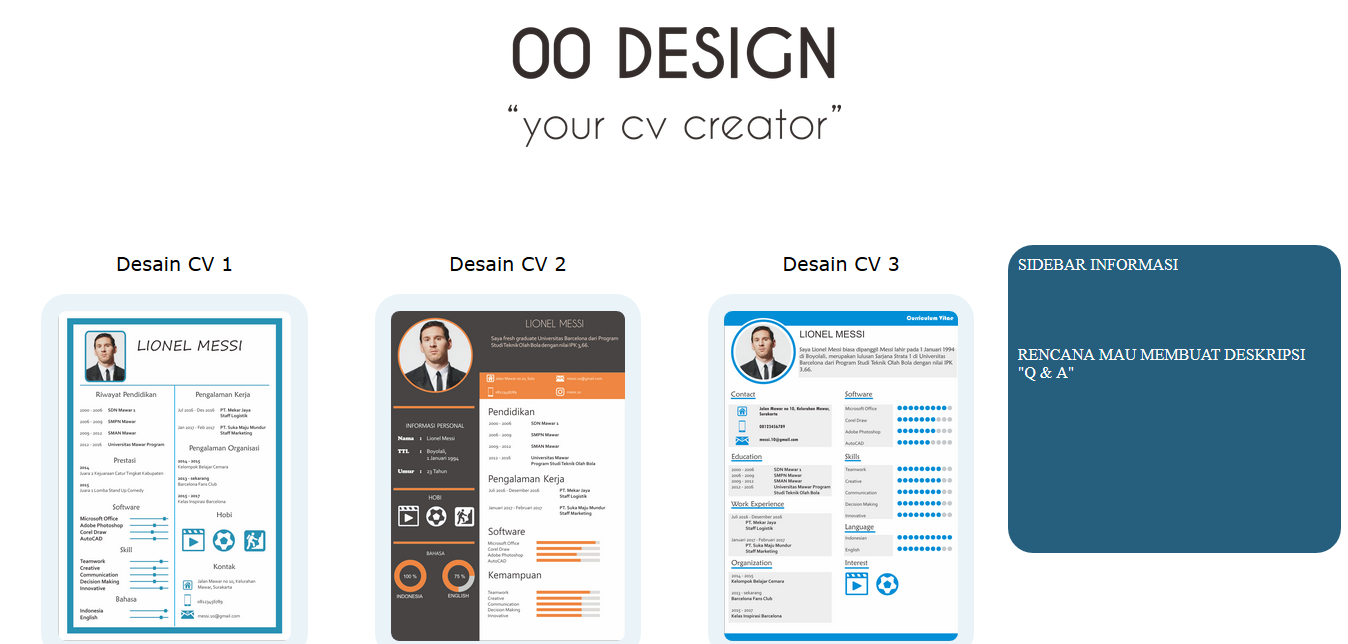 OO DESIGN
“your cv creator”
Desain CV 1
Desain CV 2
Desain CV 3
SIDEBAR INFORMASI
RENCANA MAU MEMBUAT DESKRIPSI
"Q & A"
LIONEL MESSI
Riwayat Pendidikan
2000 - 2006 SDN Mawar 1
2006 - 2009 SMPN Mawar
2009 - 2012 SMAN Mawar
2012 - 2016 Universitas Mawar Program
Prestasi
2014
Juara 2 Kejuaraan Catur Tingkat Kabupaten
2015
Juara 1 Lomba Stand Up Comedy
Software
Microsoft Office
Adobe Photoshop
Corel Draw
AutoCAD
Skill
Teamwork
Creative
Communication
Decision Making
Innovative
Bahasa
Indonesia
English
Pengalaman Kerja
Jul 2016 - Des 2016 PT. Mekar Jaya
Staff Logistik
Jan 2017 - Feb 2017 PT. Suka Maju Mundur
Staff Marketing
Pengalaman Organisasi
2014 - 2015
Kelompok Belajar Cemara
2013 - sekarang
Barcelona Fans Club
2015 - 2017
Kelas Inspirasi Barcelona
Hobi
Kontak
Jalan Mawar no 10, Kelurahan
Mawar, Surakarta
messi.10@gmail.com
LIONEL MESSI
Saya fresh graduate Universitas Barcelona dari Program
Studi Teknik Olah Bola dengan nilai IPK 3,66.
Jalan Mawar no 10, Solo
messi.10@gmail.com
messi.10
INFORMASI PERSONAL
Nama : Lionel Messi
TTL : Boyolali,
1 Januari 1994
Umur : 23 Tahun
HOBI
BAHASA
100 %
75 %
INDONESIA
ENGLISH
Pendidikan
2000 - 2006 SDN Mawar 1
2006 - 2009 SMPN Mawar
2009 - 2012 SMAN Mawar
2012 - 2016 Universitas Mawar
Program Studi Teknik Olah Bola
Pengalaman Kerja
Juli 2016 - Desember 2016 PT. Mekar Jaya
Staff Logistik
Januari 2017 - Februari 2017 PT. Suka Maju Mundur
Staff Marketing
Software
Microsoft Office
Corel Draw
Adobe Photoshop
AutoCAD
Kemampuan
Teamwork
Creative
Communication
Decision Making
Innovative
Curriculum Vitae
LIONEL MESSI
Saya Lionel Messi biasa dipanggil Messi lahir pada 1 Januari 1994
di Boyolali, merupakan lulusan Sarjana Strata 1 di Universitas
Barcelona dari Program Studi Teknik Olah Bola dengan nilai IPK
3.66.
Contact
Jalan Mawar no 10, Kelurahan Mawar,
Surakarta
08123456789
messi.10@gmail.com
Education
2000 - 2006 SDN Mawar 1
2006 - 2009 SMPN Mawar
2009 - 2012 SMAN Mawar
2012 - 2016 Universitas Mawar Program
Studi Teknik Olah Bola
Work Experience
Juli 2016 - Desember 2016
PT. Mekar Jaya
Staff Logistik
Januari 2017 - Februari 2017
PT. Suka Maju Mundur
Staff Marketing
Organization
2014 - 2015
Kelompok Belajar Cemara
2013 - sekarang
Barcelona Fans Club
2015 - 2017
Kelas Inspirasi Barcelona
Software
Microsoft Office
Corel Draw
Adobe Photoshop
AutoCAD
Skills
Teamwork
Creative
Communication
Decision Making
Innovative
Language
Indonesian
English
Interest